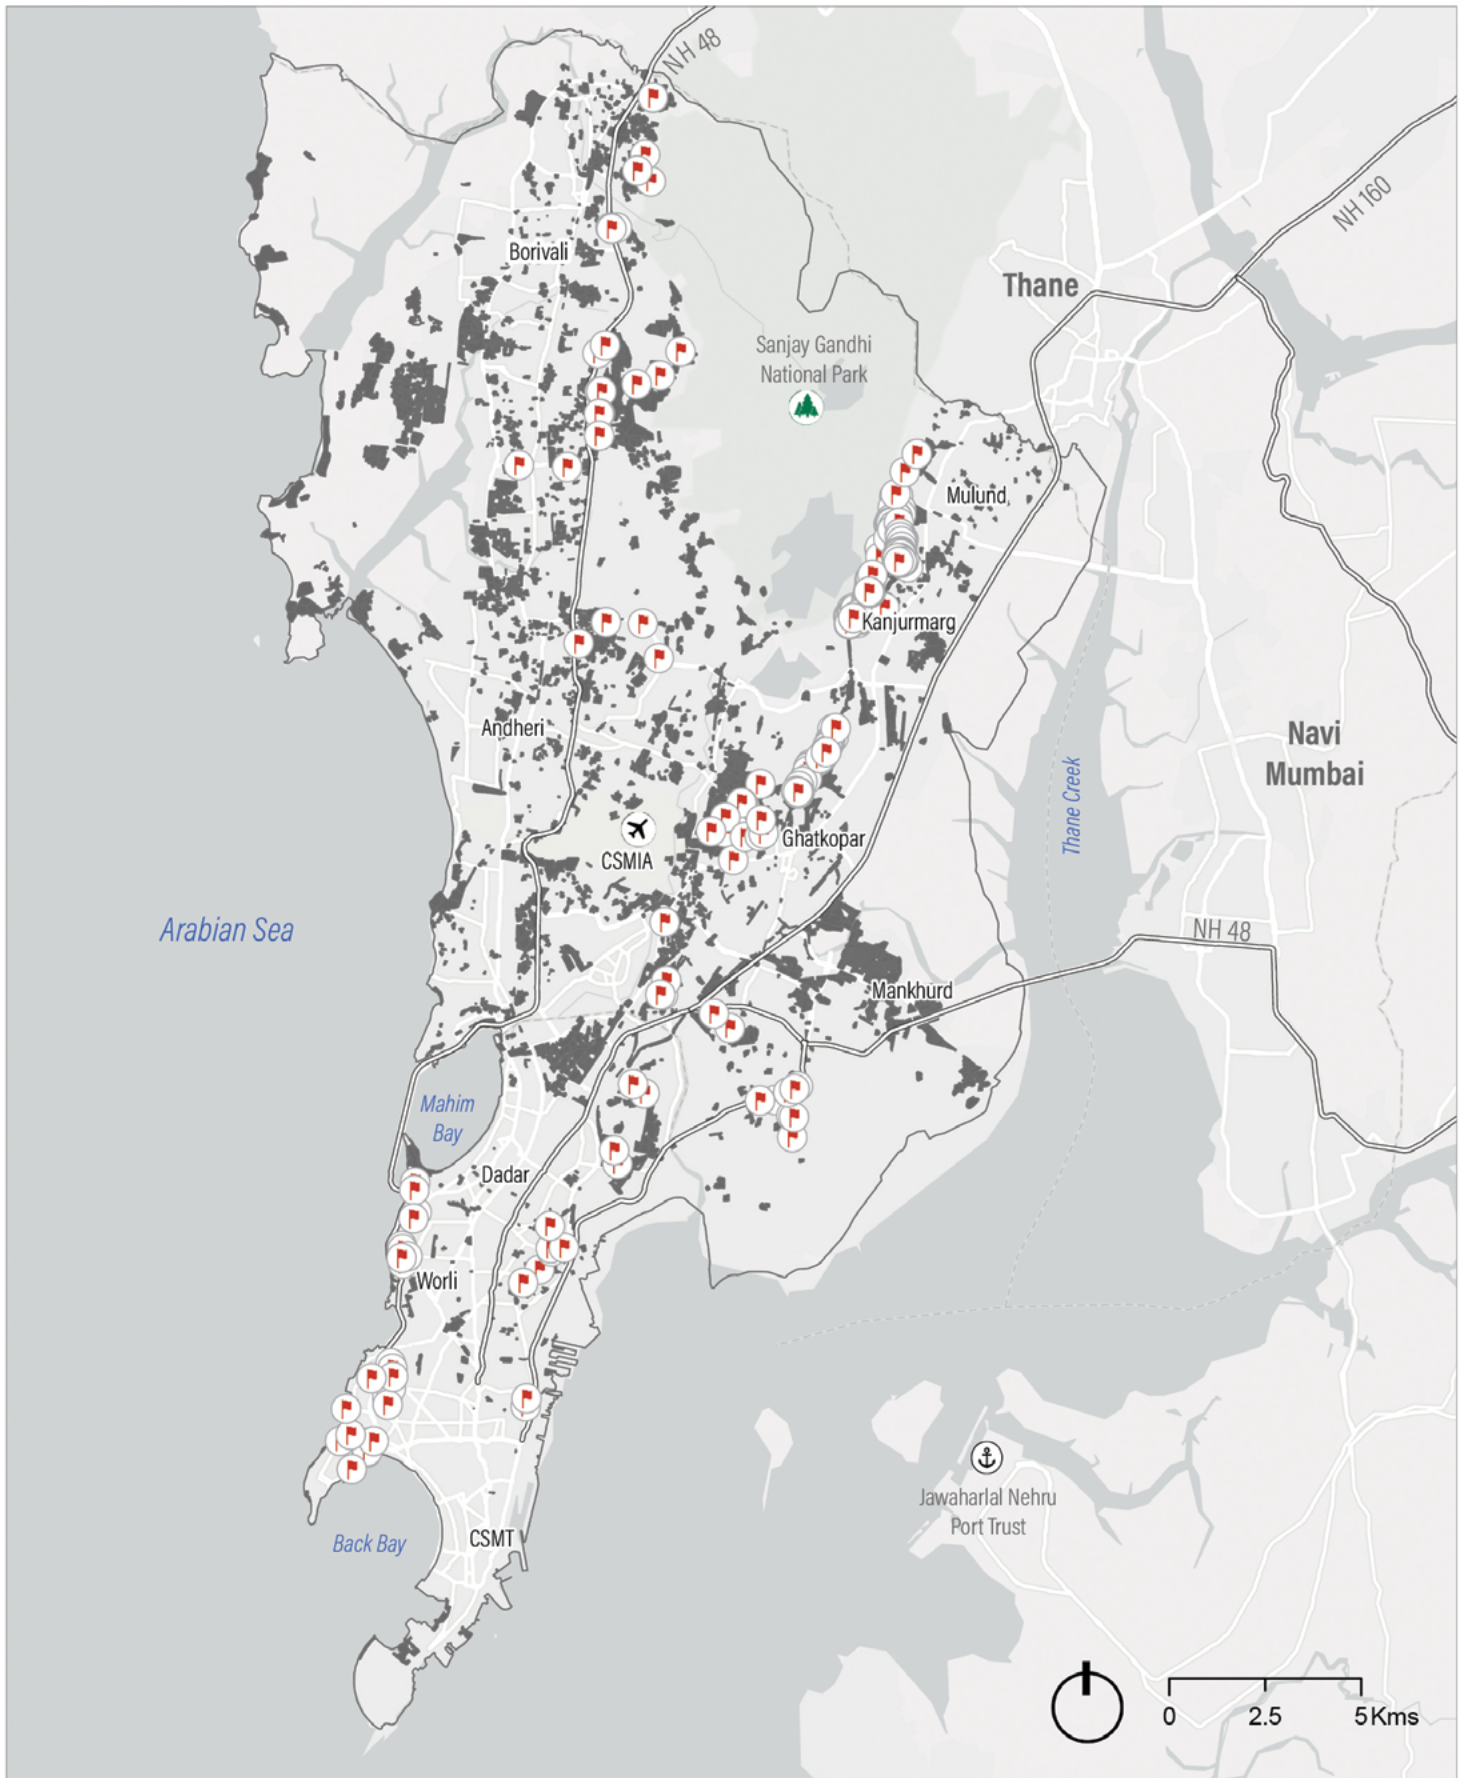 NH 48
Borivali
NH 160
Thane
Sanjay Gandhi
National Park
Mulund
Kanjurmarg
Andheri
Navi
Mumbai
Thane Creek
Ghatkopar
CSMIA
Arabian Sea
NH 48
Mankhurd
Mahim
Bay
Dadar
Worli
Jawaharlal Nehru
Port Trust
CSMT
Back Bay
0
2.5
5Kms